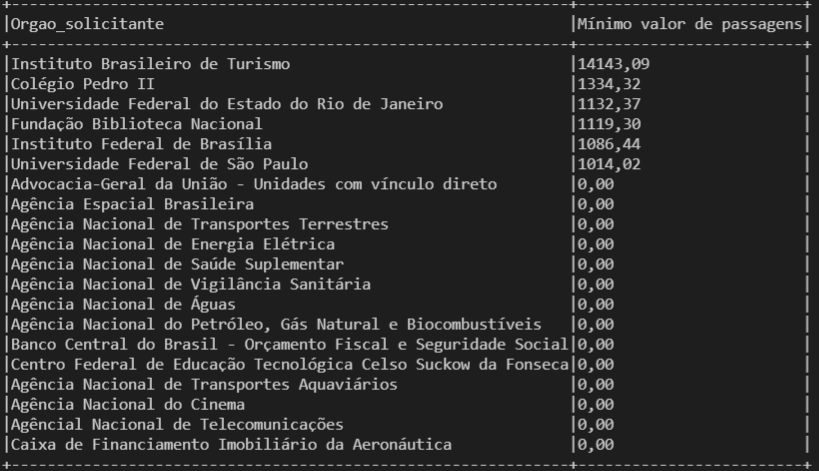 +--------------------------------------------------------------+--------------------------+
|Orgao_solicitante |Mínimo valor de passagens|
+--------------------------------------------------------------+--------------------------+
|Instituto Brasileiro de Turismo |14143,09 |
|Colégio Pedro II |1334,32 |
|Universidade Federal do Estado do Rio de Janeiro |1132,37 |
|Fundação Biblioteca Nacional |1119,30 |
|Instituto Federal de Brasília |1086,44 |
|Universidade Federal de São Paulo |1014,02 |
|Advocacia-Geral da União - Unidades com vínculo direto |0,00 |
|Agência Espacial Brasileira |0,00 |
|Agência Nacional de Transportes Terrestres |0,00 |
|Agência Nacional de Energia Elétrica |0,00 |
|Agência Nacional de Saúde Suplementar |0,00 |
|Agência Nacional de Vigilância Sanitária |0,00 |
|Agência Nacional de Águas |0,00 |
|Agência Nacional do Petróleo, Gás Natural e Biocombustíveis |0,00 |
|Banco Central do Brasil - Orçamento Fiscal e Seguridade Social|0,00 |
|Centro Federal de Educação Tecnológica Celso Suckow da Fonseca|0,00 |
|Agência Nacional de Transportes Aquaviários |0,00 |
|Agência Nacional do Cinema |0,00 |
|Agêncial Nacional de Telecomunicações |0,00 |
|Caixa de Financiamento Imobiliário da Aeronáutica |0,00 |
+--------------------------------------------------------------+--------------------------+